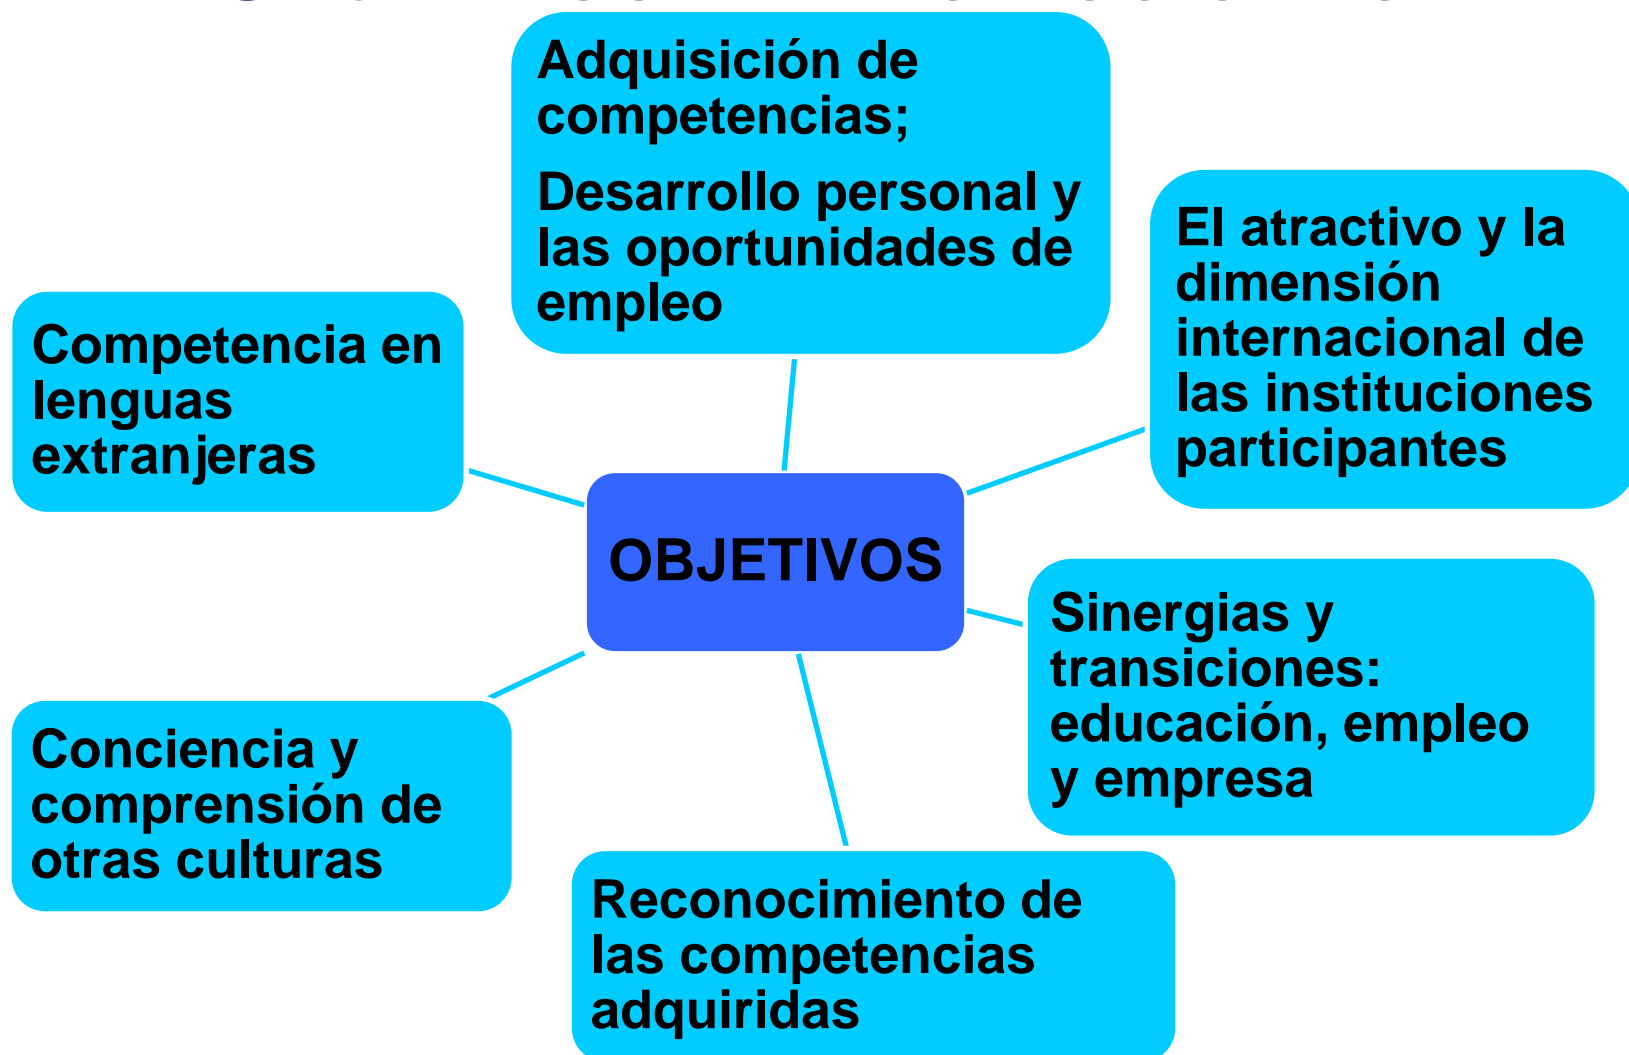 Adquisición de
competencias;
Desarrollo personal y
las oportunidades de
empleo
El atractivo y la
dimensión
internacional de
las instituciones
participantes
Competencia en
lenguas
extranjeras
OBJETIVOS
Sinergias y
transiciones:
educación, empleo
y empresa
Conciencia y
comprensión de
otras culturas
Reconocimiento de
las competencias
adquiridas